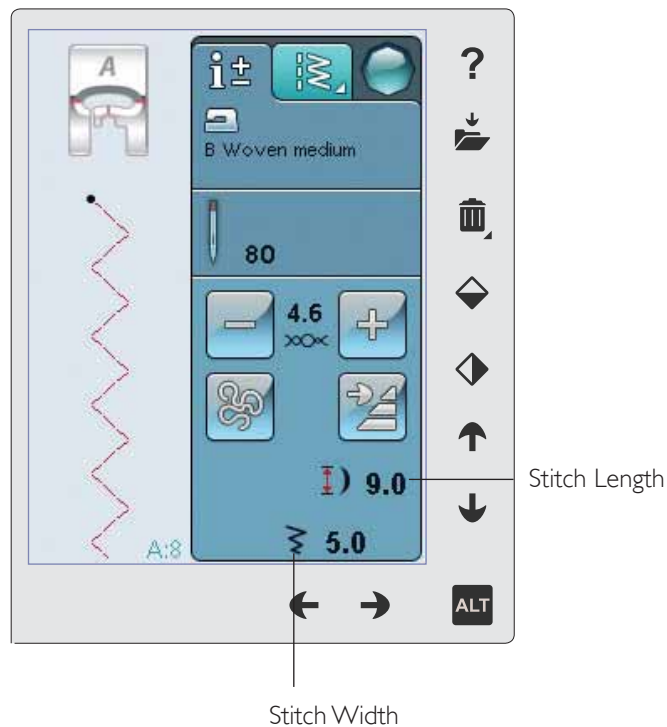 A
i±
?
B Woven medium
80
4.6
9.0
Stitch Length
A:8
5.0
ALT
Stitch Width